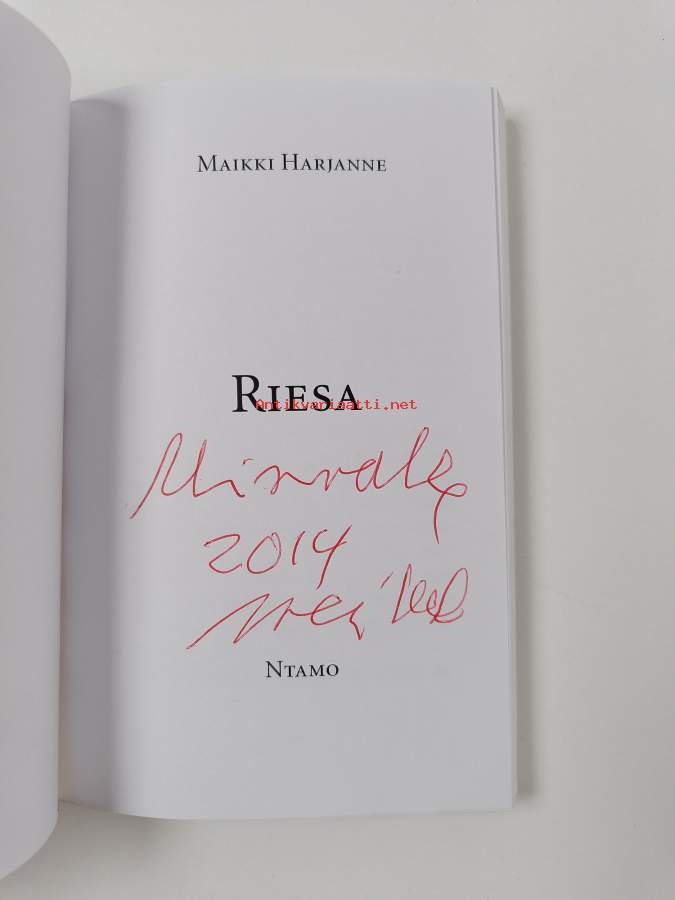 MAIKKI HARJANNE
RIESA
Antikvariaatti.net
2014
NTAMO